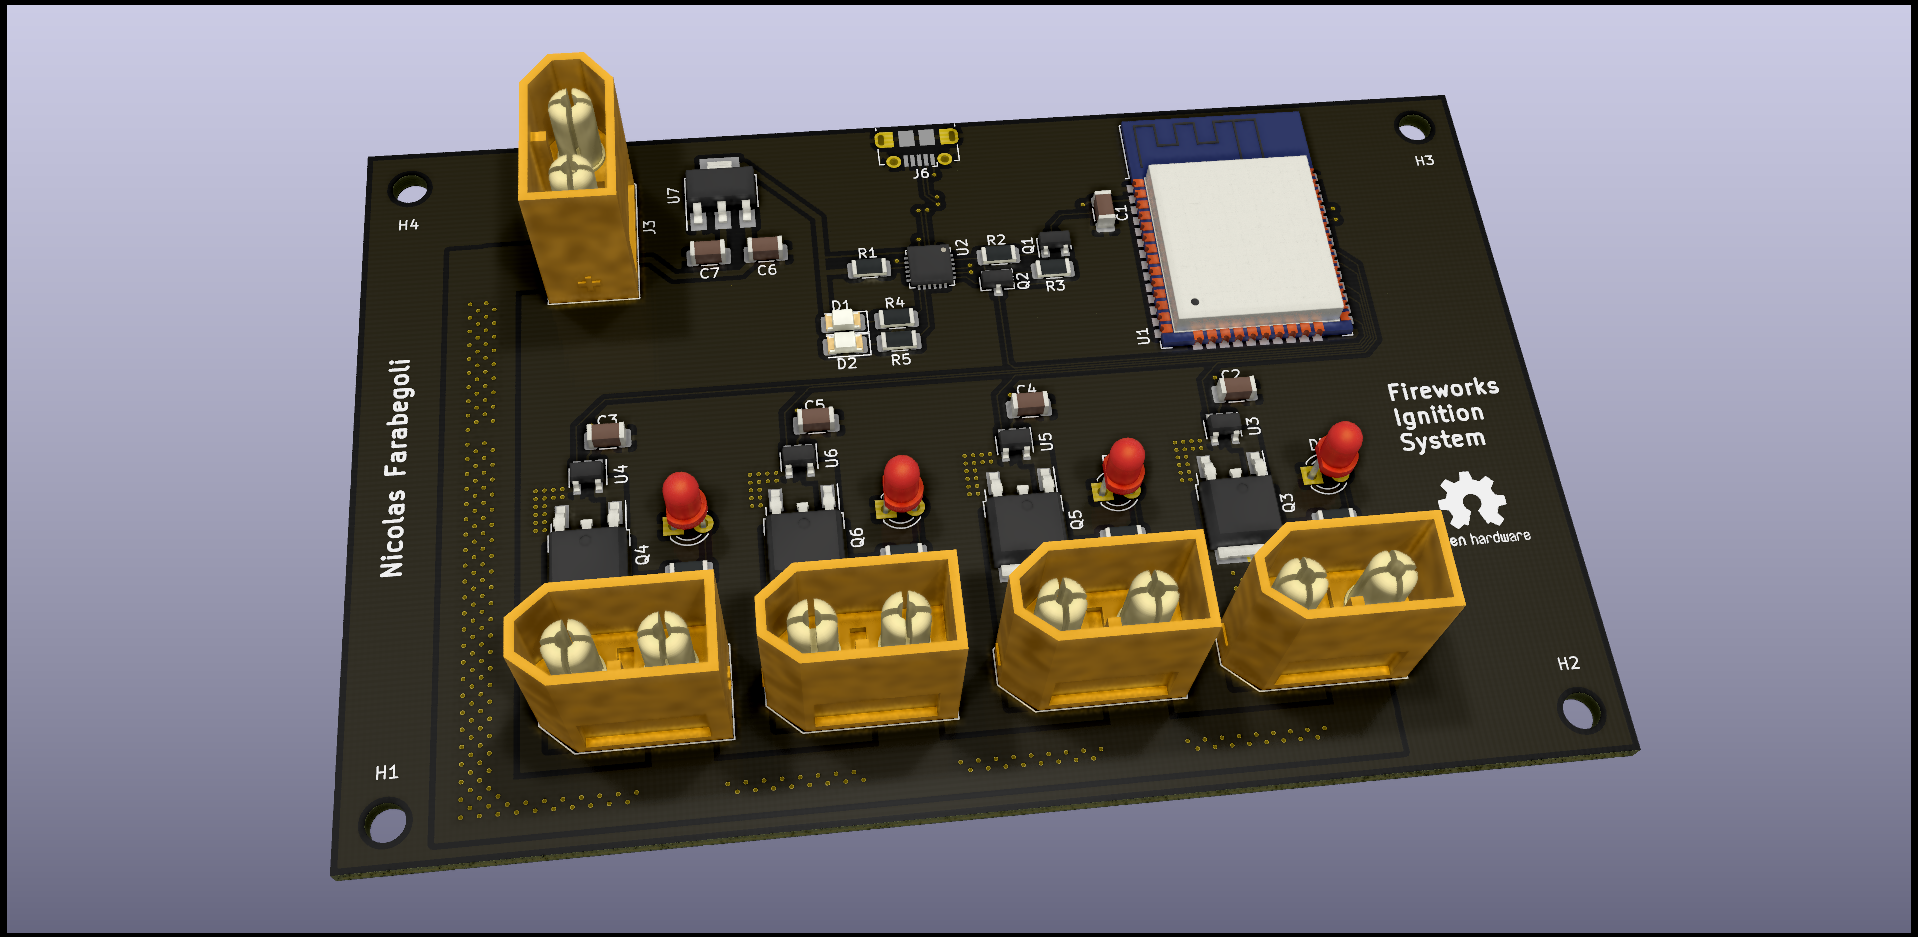 H4
J3
U7
C7
C6
J6
R1
U2
R2
Q1
Q2
R3
C1
U1
H3
D1
D2
R4
R5
Nicolas Farabegoli
C3
U4
Q4
C5
U6
Q6
C4
U5
Q5
C2
U3
Q3
Fireworks
Ignition
System
hardware
H1
H2